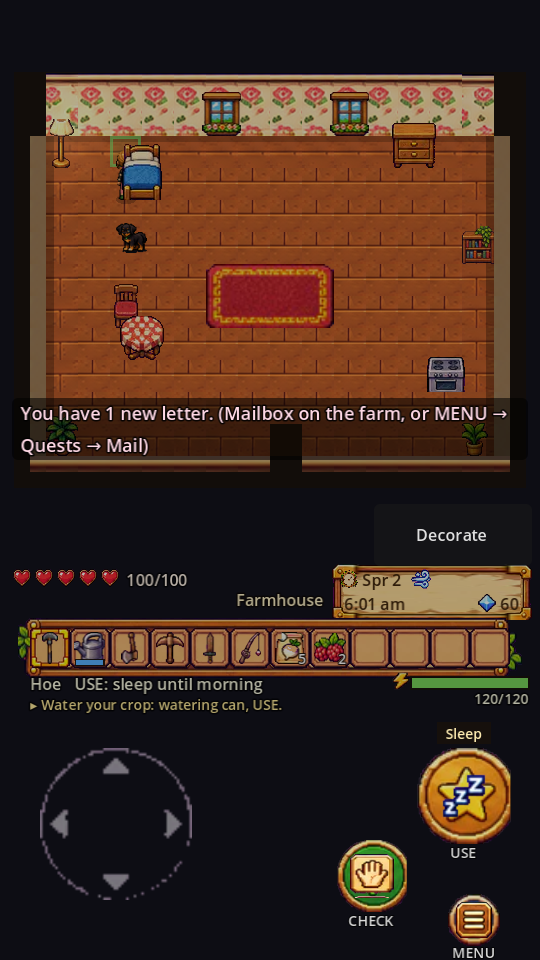 You have 1 new letter. (Mailbox on the farm, or MENU →
Quests → Mail)
Decorate
100/100
Spr 2
Farmhouse
6:01 am
60
5
2
Hoe USE: sleep until morning
▸ Water your crop: watering can, USE.
120/120
Sleep
zzz
USE
CHECK
MENU